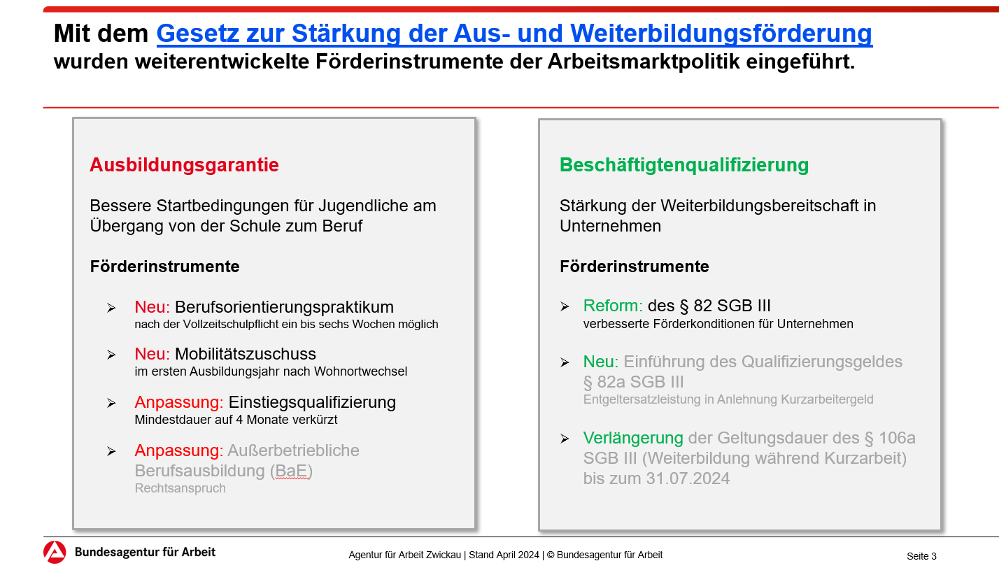 Mit dem Gesetz zur Stärkung der Aus- und Weiterbildungsförderung
wurden weiterentwickelte Förderinstrumente der Arbeitsmarktpolitik eingeführt.
Ausbildungsgarantie
Bessere Startbedingungen für Jugendliche am
Übergang von der Schule zum Beruf
Förderinstrumente
Neu: Berufsorientierungspraktikum
nach der Vollzeitschulpflicht ein bis sechs Wochen möglich
Neu: Mobilitätszuschuss
im ersten Ausbildungsjahr nach Wohnortwechsel
Anpassung: Einstiegsqualifizierung
Mindestdauer auf 4 Monate verkürzt
Anpassung: Außerbetriebliche
Berufsausbildung (BaE)
Rechtsanspruch
Beschäftigtenqualifizierung
Stärkung der Weiterbildungsbereitschaft in
Unternehmen
Förderinstrumente
Reform: des § 82 SGB III
verbesserte Förderkonditionen für Unternehmen
Neu: Einführung des Qualifizierungsgeldes
§ 82a SGB III
Entgeltersatzleistung in Anlehnung Kurzarbeitergeld
Verlängerung der Geltungsdauer des § 106a
SGB III (Weiterbildung während Kurzarbeit)
bis zum 31.07.2024
Bundesagentur für Arbeit
Agentur für Arbeit Zwickau | Stand April 2024 | © Bundesagentur für Arbeit
Seite 3